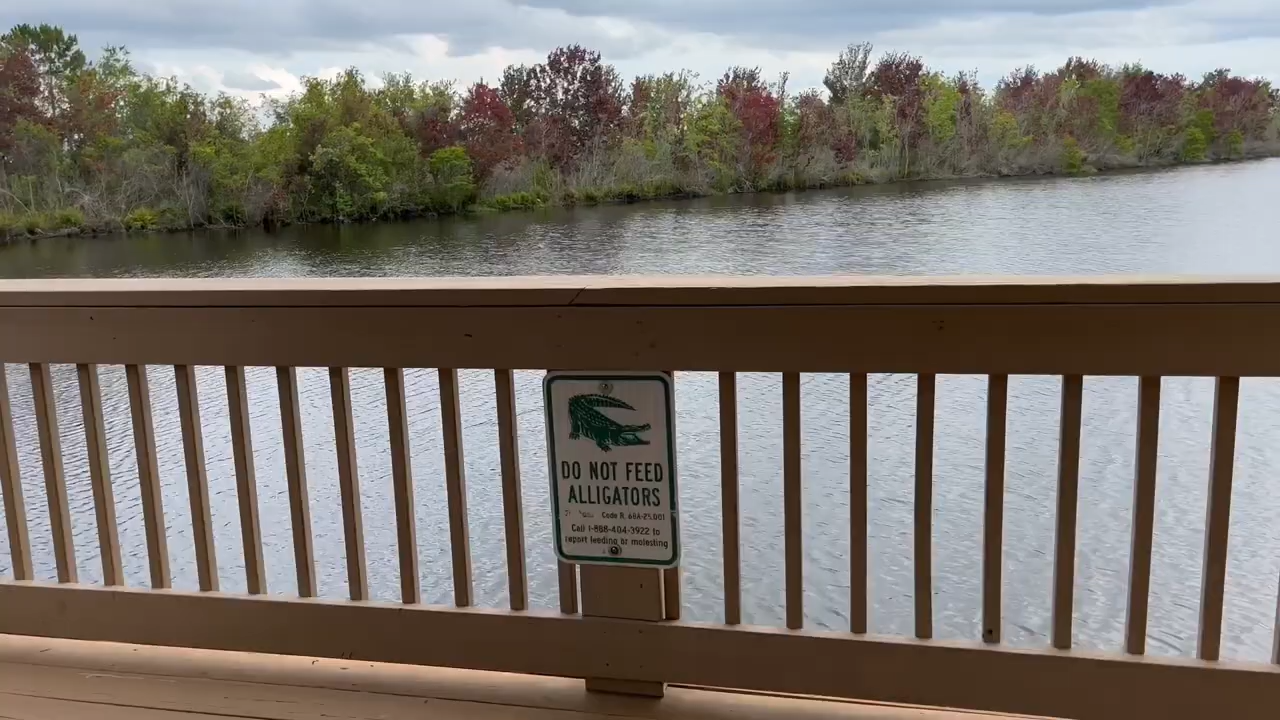 DO NOT FEED
ALLIGATORS
Code R. 68A-25.001
Call 1-888-404-3922 to
report feeding or molesting